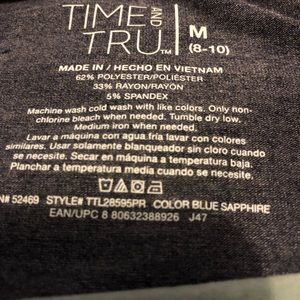 TIME AND TRU™ M
(8-10)
MADE IN / HECHO EN VIETNAM
62% POLYESTER/POLIÉSTER
33% RAYON/RAYÓN
5% SPANDEX
Machine wash cold wash with like colors. Only non-
chlorine bleach when needed. Tumble dry low.
Medium iron when needed.
Lavar a máquina con agua fria lavar con colores
similares. Usar solamente blanqueador sin cloro cuando
se necesite. Secar en máquina a temperatura baja.
Planchar a temperatura media cuando se necesite.
N# 52469 STYLE# TTL28595PR COLOR BLUE SAPPHIRE
EAN/UPC 8 80632388926 J47